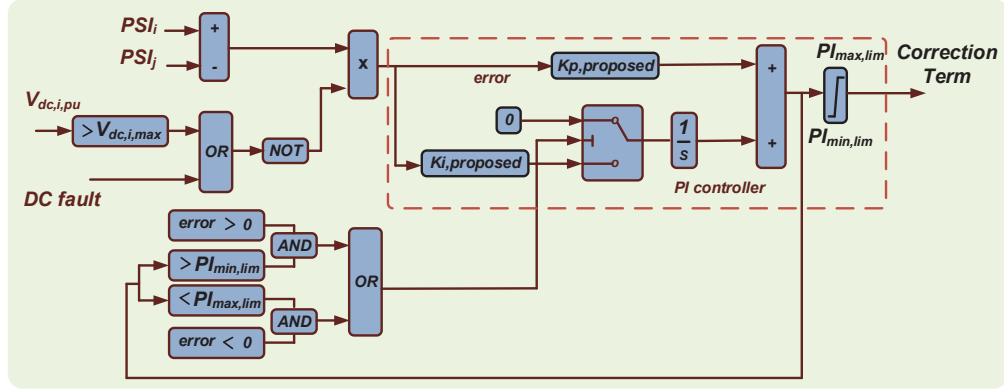 PSIi
+
PSIj
-
x
error
Kp,proposed
+
+
PImax,lim
PImin,lim
Correction
Term
Vdc,i,pu
> Vdc,i,max
OR
NOT
DC fault
0
Ki,proposed
1
s
PI controller
error > 0
AND
> PImin,lim
OR
< PImax,lim
AND
error < 0